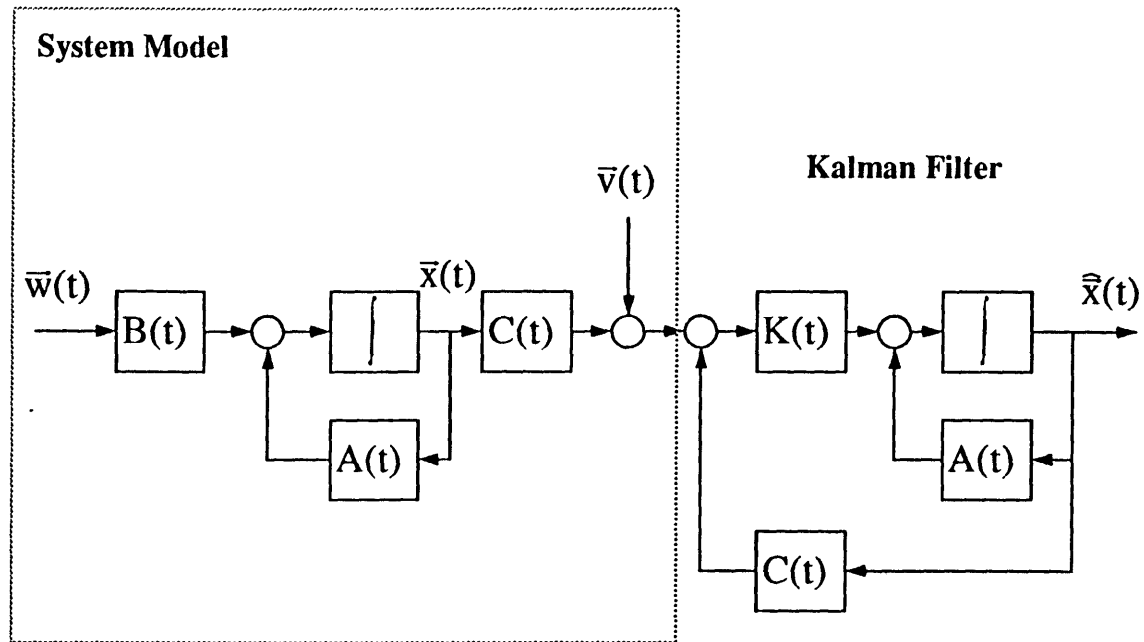 System Model
Kalman Filter
v⃗(t)
w⃗(t)
B(t)
∫
x⃗(t)
C(t)
K(t)
∫
x̂⃗(t)
A(t)
A(t)
C(t)